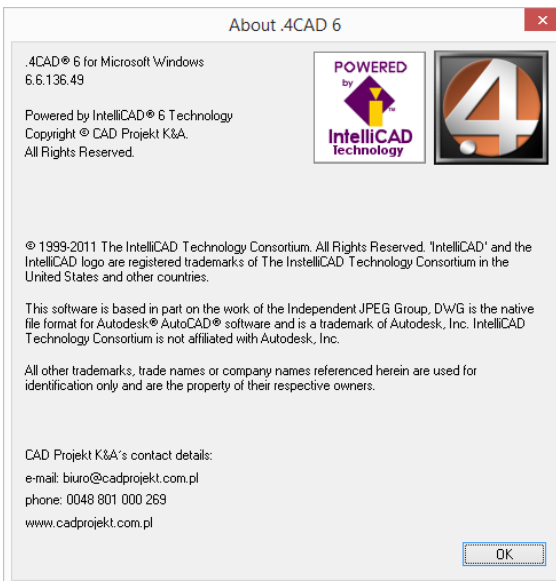 About .4CAD 6
.4CAD® 6 for Microsoft Windows
6.6.136.49
Powered by IntelliCAD® 6 Technology
Copyright © CAD Projekt K&A.
All Rights Reserved.
POWERED
by
IntelliCAD™
Technology
.4
© 1999-2011 The IntelliCAD Technology Consortium. All Rights Reserved. 'IntelliCAD' and the
IntelliCAD logo are registered trademarks of The InstelliCAD Technology Consortium in the
United States and other countries.
This software is based in part on the work of the Independent JPEG Group, DWG is the native
file format for Autodesk® AutoCAD® software and is a trademark of Autodesk, Inc. IntelliCAD
Technology Consortium is not affiliated with Autodesk, Inc.
All other trademarks, trade names or company names referenced herein are used for
identification only and are the property of their respective owners.
CAD Projekt K&A´s contact details:
e-mail: biuro@cadprojekt.com.pl
phone: 0048 801 000 269
www.cadprojekt.com.pl
OK